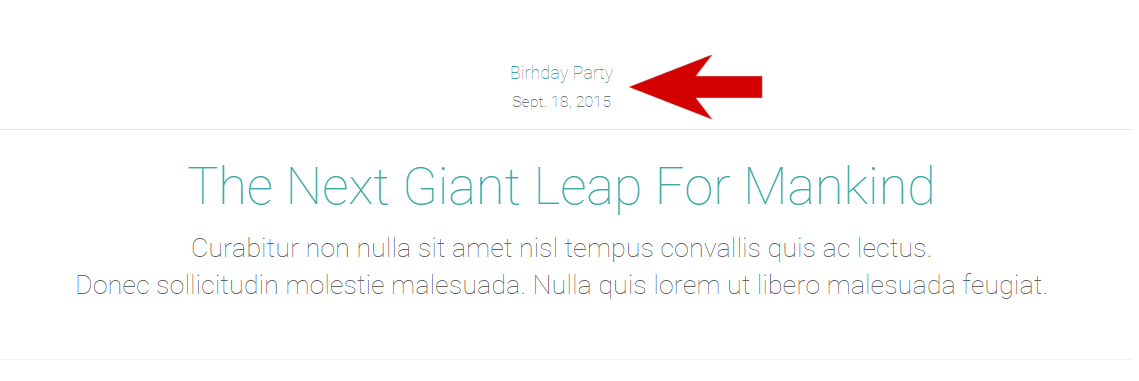 Birhday Party
Sept. 18, 2015
The Next Giant Leap For Mankind
Curabitur non nulla sit amet nisl tempus convallis quis ac lectus.
Donec sollicitudin molestie malesuada. Nulla quis lorem ut libero malesuada feugiat.